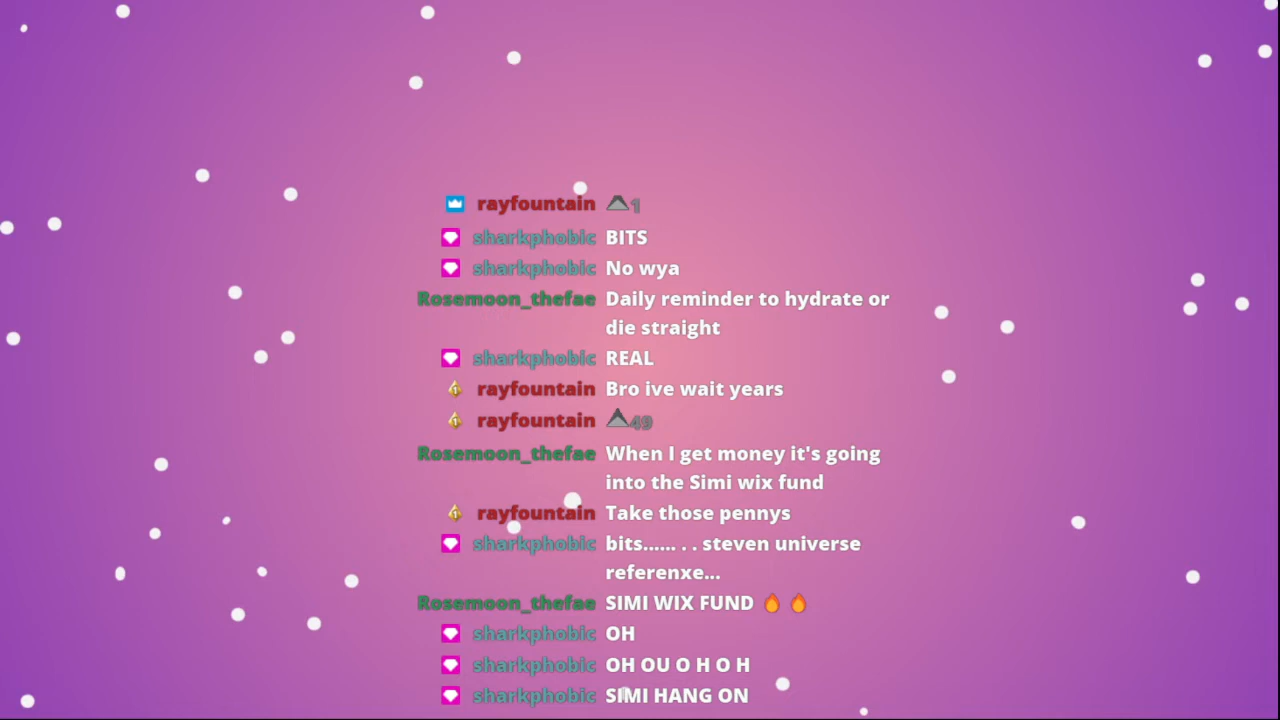 rayfountain 1
sharkphobic BITS
sharkphobic No wya
Rosemoon_thefae Daily reminder to hydrate or
die straight
sharkphobic REAL
rayfountain Bro ive wait years
rayfountain 49
Rosemoon_thefae When I get money it's going
into the Simi wix fund
rayfountain Take those pennys
sharkphobic bits...... . . steven universe
referenxe...
Rosemoon_thefae SIMI WIX FUND 🔥 🔥
sharkphobic OH
sharkphobic OH OU O H O H
sharkphobic SIMI HANG ON